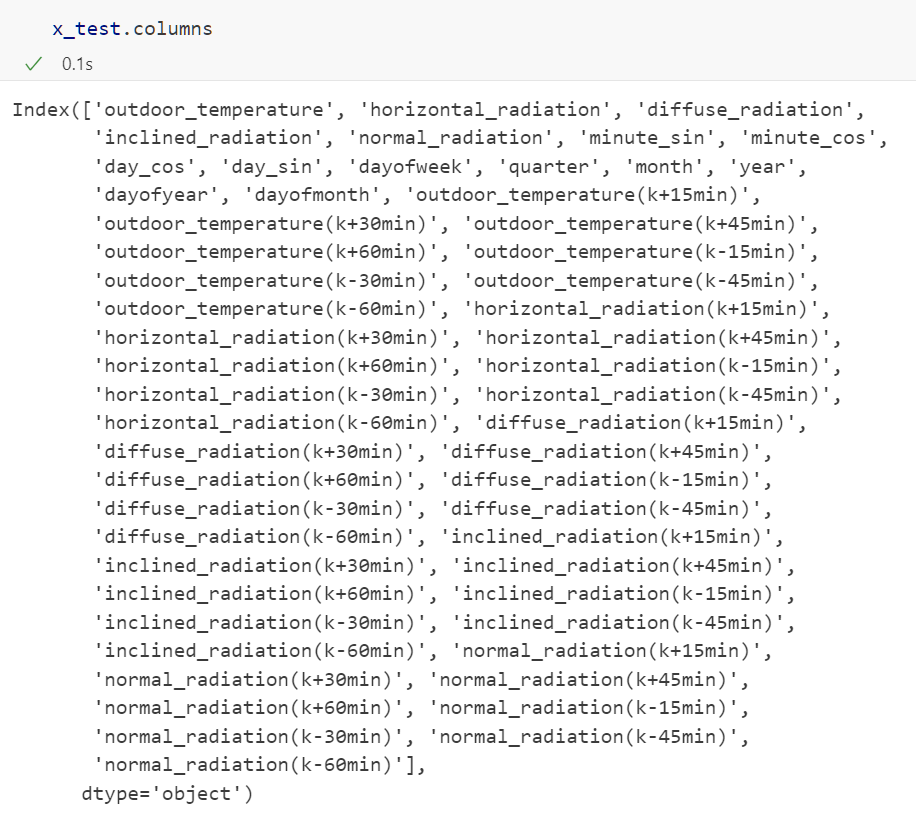 x_test.columns
0.1s
Index(['outdoor_temperature', 'horizontal_radiation', 'diffuse_radiation',
'inclined_radiation', 'normal_radiation', 'minute_sin', 'minute_cos',
'day_cos', 'day_sin', 'dayofweek', 'quarter', 'month', 'year',
'dayofyear', 'dayofmonth', 'outdoor_temperature(k+15min)',
'outdoor_temperature(k+30min)', 'outdoor_temperature(k+45min)',
'outdoor_temperature(k+60min)', 'outdoor_temperature(k-15min)',
'outdoor_temperature(k-30min)', 'outdoor_temperature(k-45min)',
'outdoor_temperature(k-60min)', 'horizontal_radiation(k+15min)',
'horizontal_radiation(k+30min)', 'horizontal_radiation(k+45min)',
'horizontal_radiation(k+60min)', 'horizontal_radiation(k-15min)',
'horizontal_radiation(k-30min)', 'horizontal_radiation(k-45min)',
'horizontal_radiation(k-60min)', 'diffuse_radiation(k+15min)',
'diffuse_radiation(k+30min)', 'diffuse_radiation(k+45min)',
'diffuse_radiation(k+60min)', 'diffuse_radiation(k-15min)',
'diffuse_radiation(k-30min)', 'diffuse_radiation(k-45min)',
'diffuse_radiation(k-60min)', 'inclined_radiation(k+15min)',
'inclined_radiation(k+30min)', 'inclined_radiation(k+45min)',
'inclined_radiation(k+60min)', 'inclined_radiation(k-15min)',
'inclined_radiation(k-30min)', 'inclined_radiation(k-45min)',
'inclined_radiation(k-60min)', 'normal_radiation(k+15min)',
'normal_radiation(k+30min)', 'normal_radiation(k+45min)',
'normal_radiation(k+60min)', 'normal_radiation(k-15min)',
'normal_radiation(k-30min)', 'normal_radiation(k-45min)',
'normal_radiation(k-60min)'],
dtype='object')